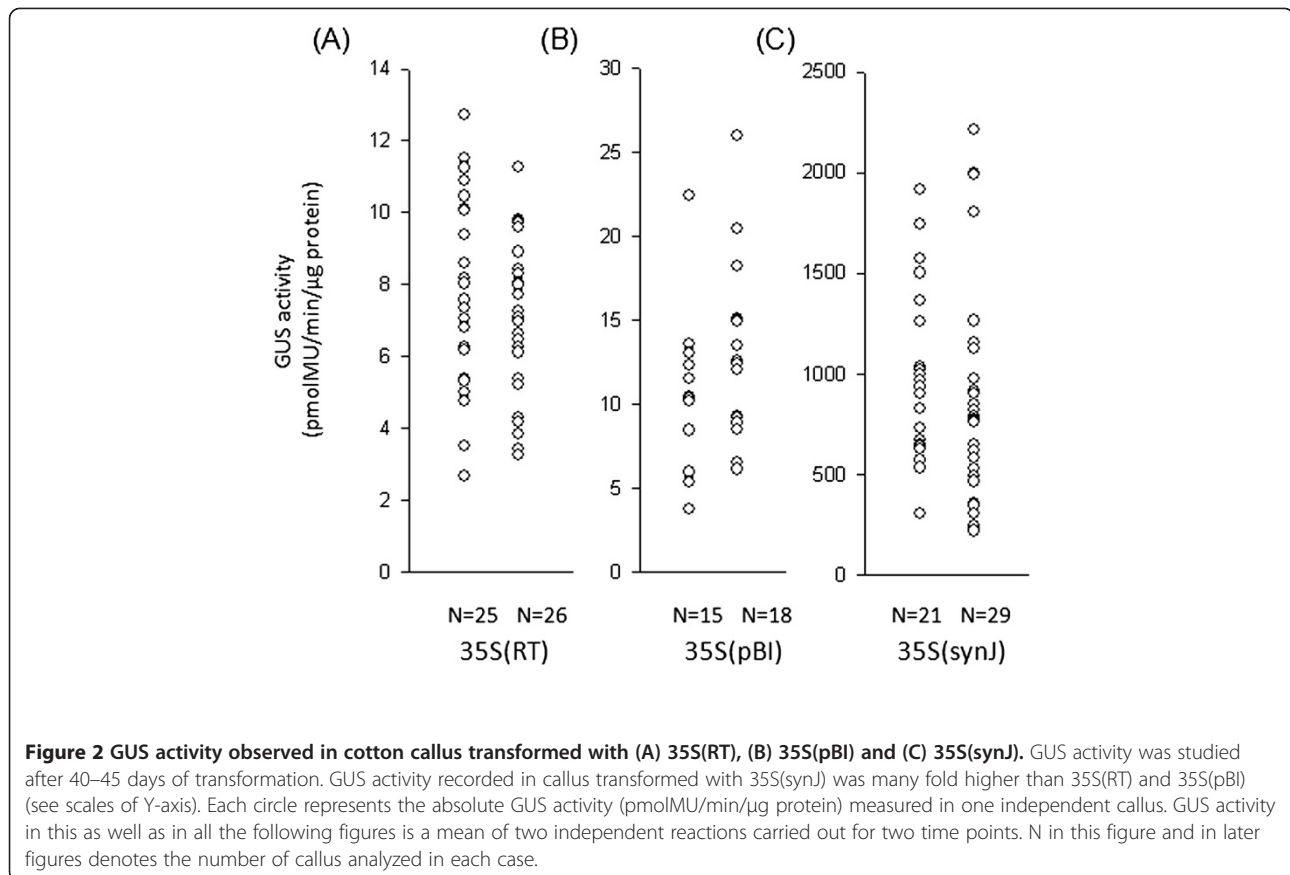 (A) (B) (C)
14
12
10
8
6
4
2
0
GUS activity
(pmolMU/min/µg protein)
30
25
20
15
10
5
0
2500
2000
1500
1000
500
0
N=25 N=26 N=15 N=18 N=21 N=29
35S(RT) 35S(pBI) 35S(synJ)
Figure 2 GUS activity observed in cotton callus transformed with (A) 35S(RT), (B) 35S(pBI) and (C) 35S(synJ). GUS activity was studied
after 40–45 days of transformation. GUS activity recorded in callus transformed with 35S(synJ) was many fold higher than 35S(RT) and 35S(pBI)
(see scales of Y-axis). Each circle represents the absolute GUS activity (pmolMU/min/µg protein) measured in one independent callus. GUS activity
in this as well as in all the following figures is a mean of two independent reactions carried out for two time points. N in this figure and in later
figures denotes the number of callus analyzed in each case.